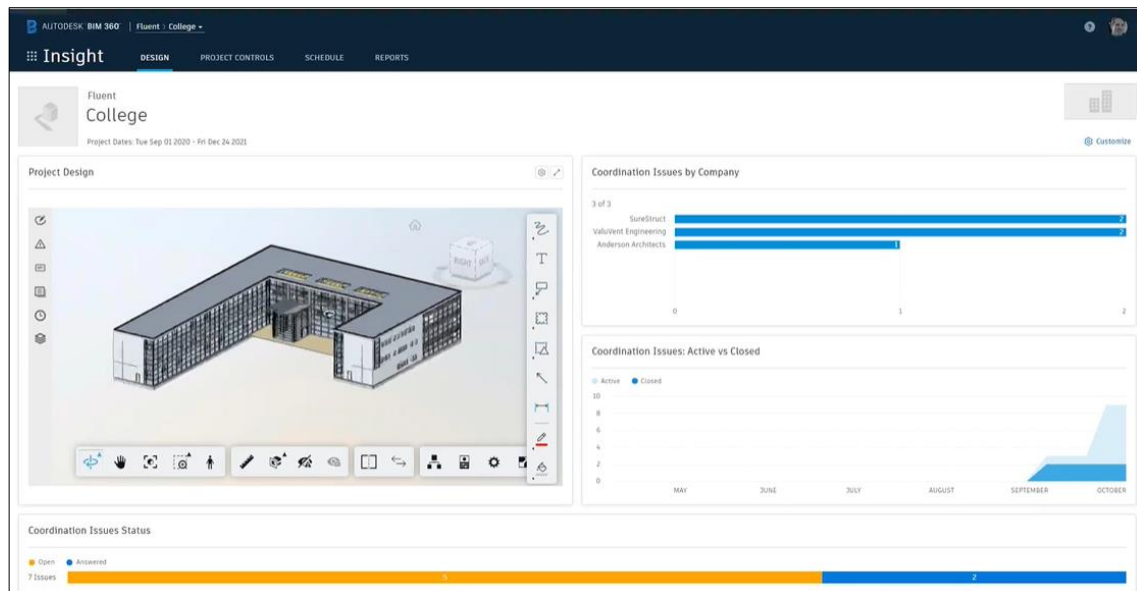 AUTODESK BIM 360 | Fluent › College
Insight DESIGN PROJECT CONTROLS SCHEDULE REPORTS
Fluent
College
Project Dates: Tue Sep 01 2020 - Fri Dec 24 2021
Customize
Project Design
RIGHT
T
Coordination Issues by Company
3 of 3
SureStruct 2
ValuVent Engineering 2
Anderson Architects 1
0 1 2
Coordination Issues: Active vs Closed
Active Closed
10
8
6
4
2
0
MAY JUNE JULY AUGUST SEPTEMBER OCTOBER
Coordination Issues Status
Open Answered
7 Issues 5 2